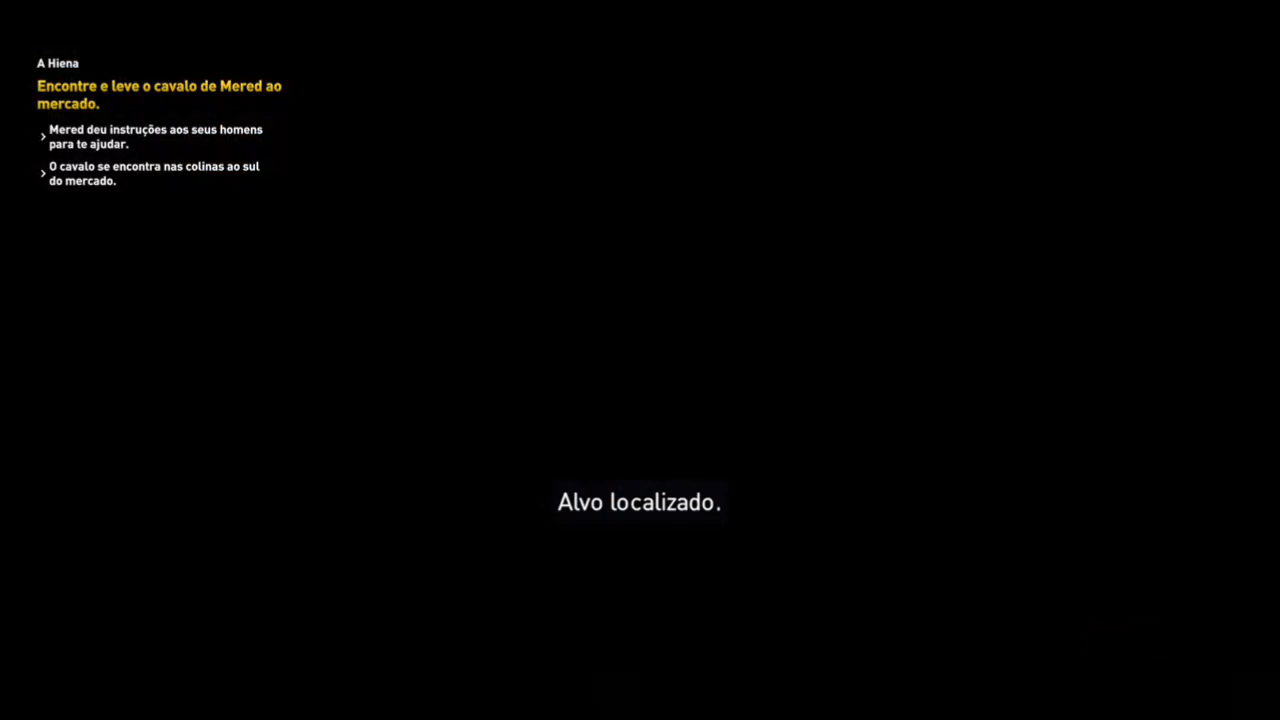 A Hiena
Encontre e leve o cavalo de Mered ao
mercado.
Mered deu instruções aos seus homens
para te ajudar.
O cavalo se encontra nas colinas ao sul
do mercado.
Alvo localizado.